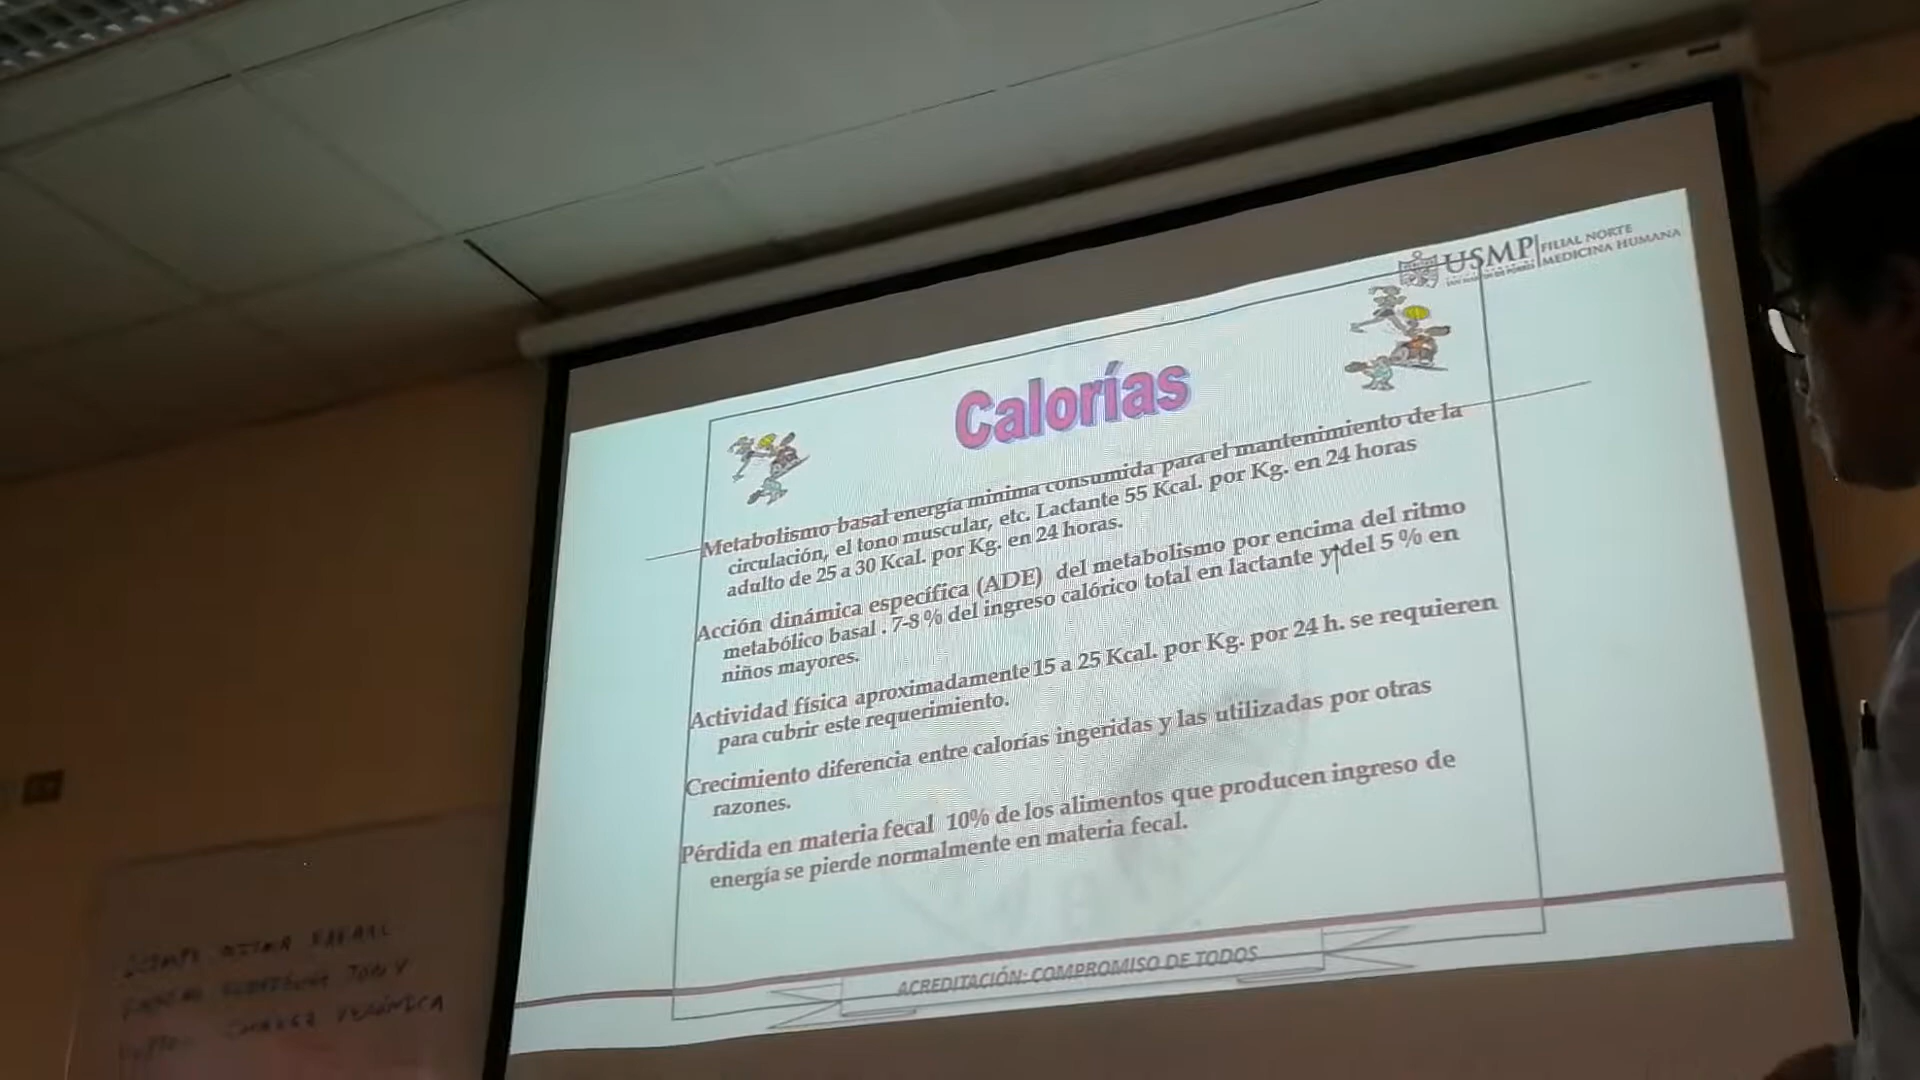 USMP FILIAL NORTE
MEDICINA HUMANA
Calorías
Metabolismo basal energía mínima consumida para el mantenimiento de la
circulación, el tono muscular, etc. Lactante 55 Kcal. por Kg. en 24 horas
adulto de 25 a 30 Kcal. por Kg. en 24 horas.
Acción dinámica específica (ADE) del metabolismo por encima del ritmo
metabólico basal . 7-8 % del ingreso calórico total en lactante y del 5 % en
niños mayores.
Actividad física aproximadamente 15 a 25 Kcal. por Kg. por 24 h. se requieren
para cubrir este requerimiento.
Crecimiento diferencia entre calorías ingeridas y las utilizadas por otras
razones.
Pérdida en materia fecal 10% de los alimentos que producen ingreso de
energía se pierde normalmente en materia fecal.
ACREDITACIÓN: COMPROMISO DE TODOS